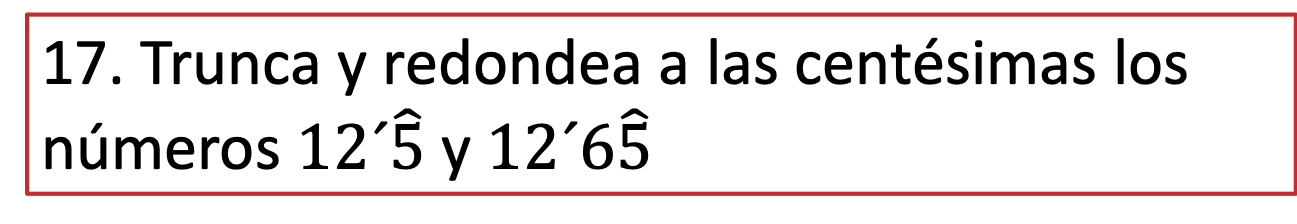 17. Trunca y redondea a las centésimas los
números 12´5̂ y 12´65̂